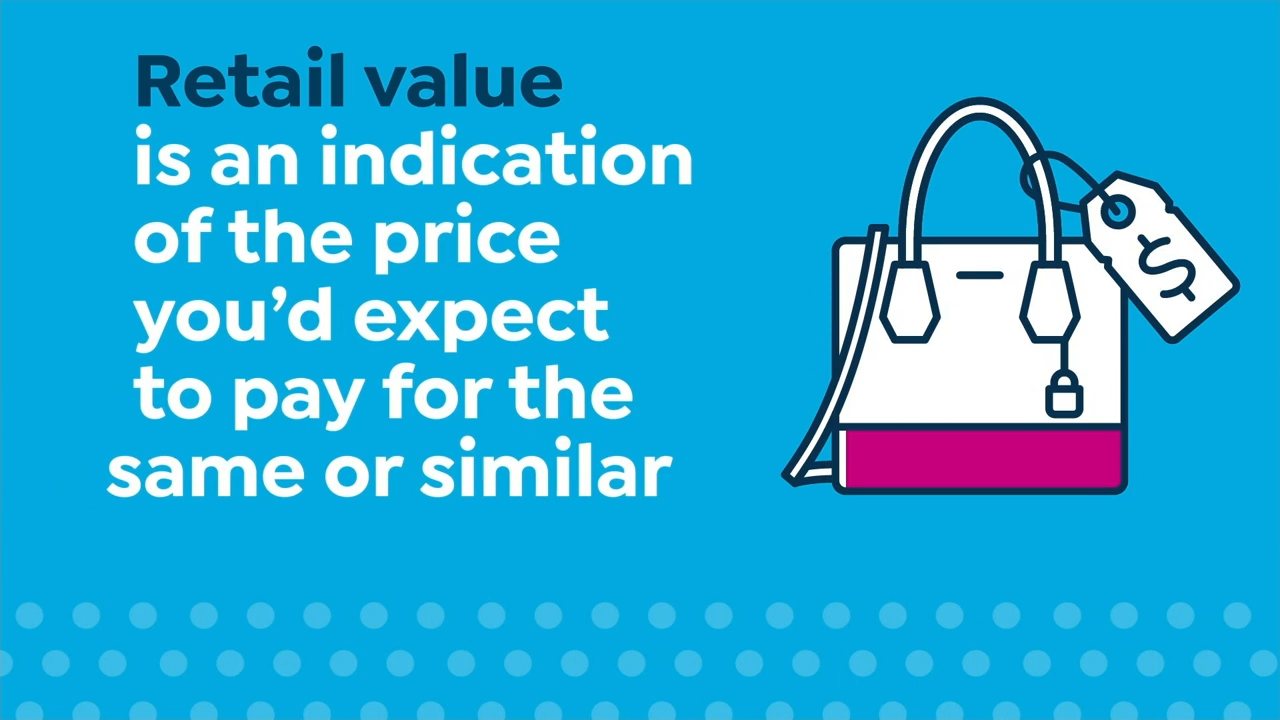 Retail value
is an indication
of the price
you’d expect
to pay for the
same or similar
$